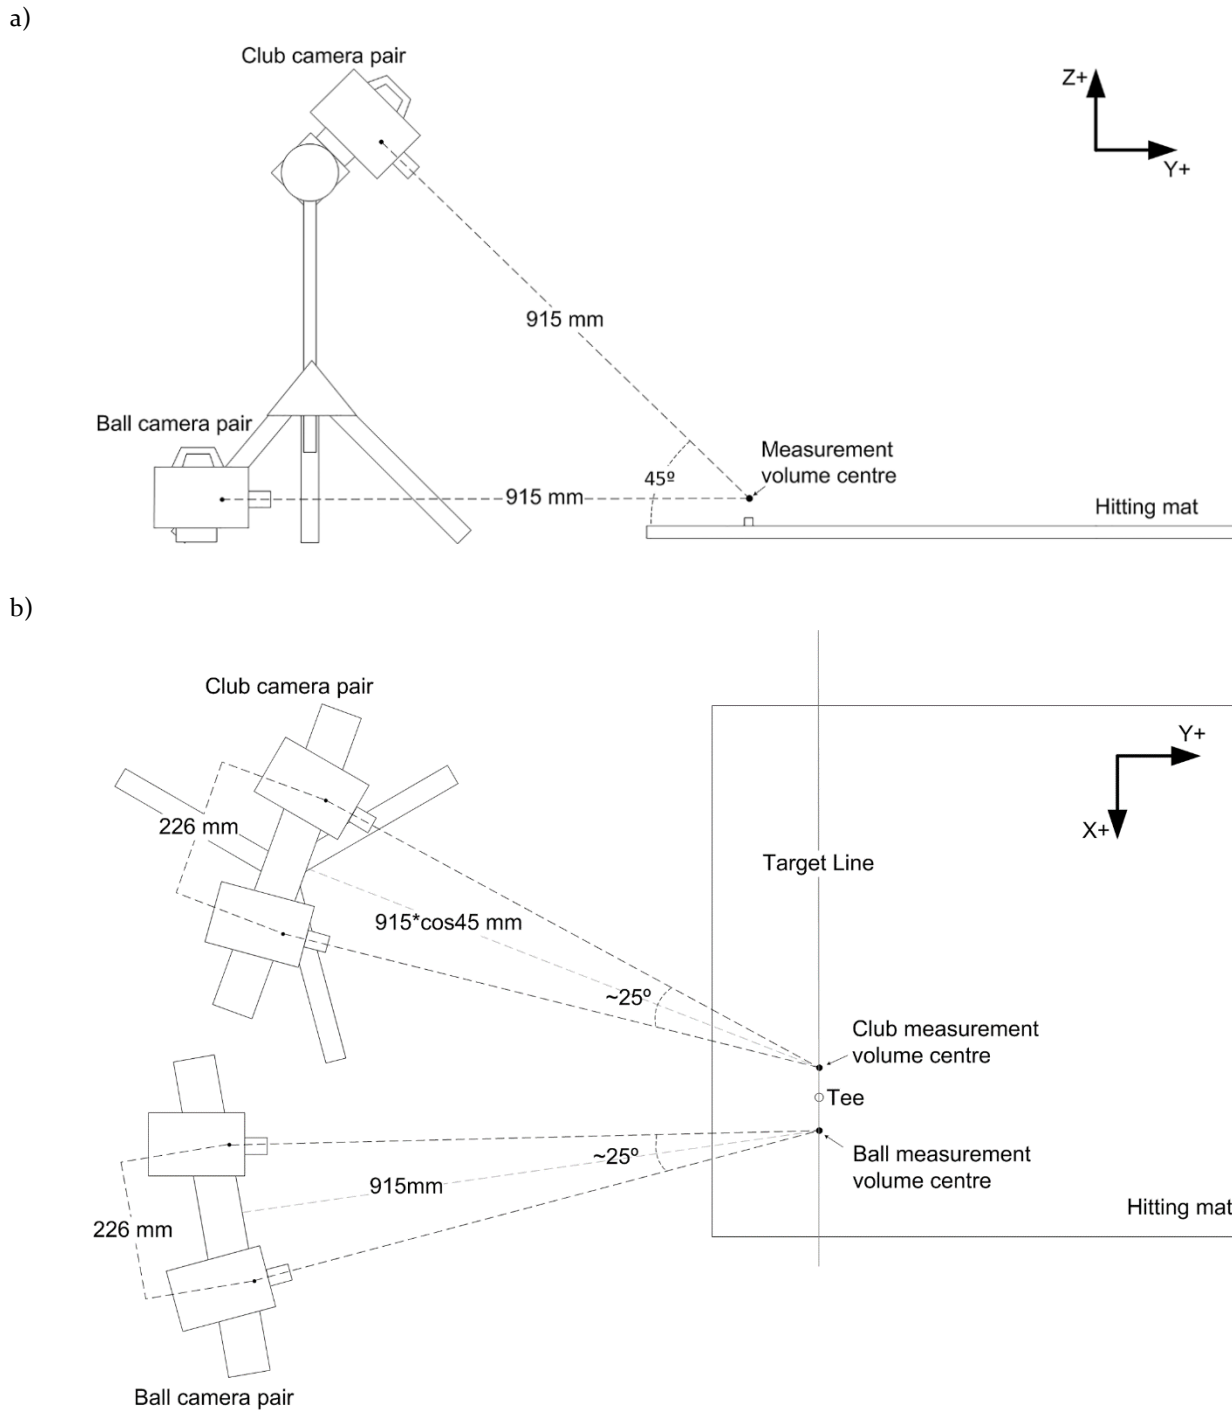 a)
Club camera pair
Z+
Y+
915 mm
Ball camera pair
Measurement
volume centre
45º
915 mm
Hitting mat
b)
Club camera pair
Y+
X+
226 mm
Target Line
915*cos45 mm
~25º
Club measurement
volume centre
Tee
~25º
Ball measurement
volume centre
915mm
226 mm
Hitting mat
Ball camera pair